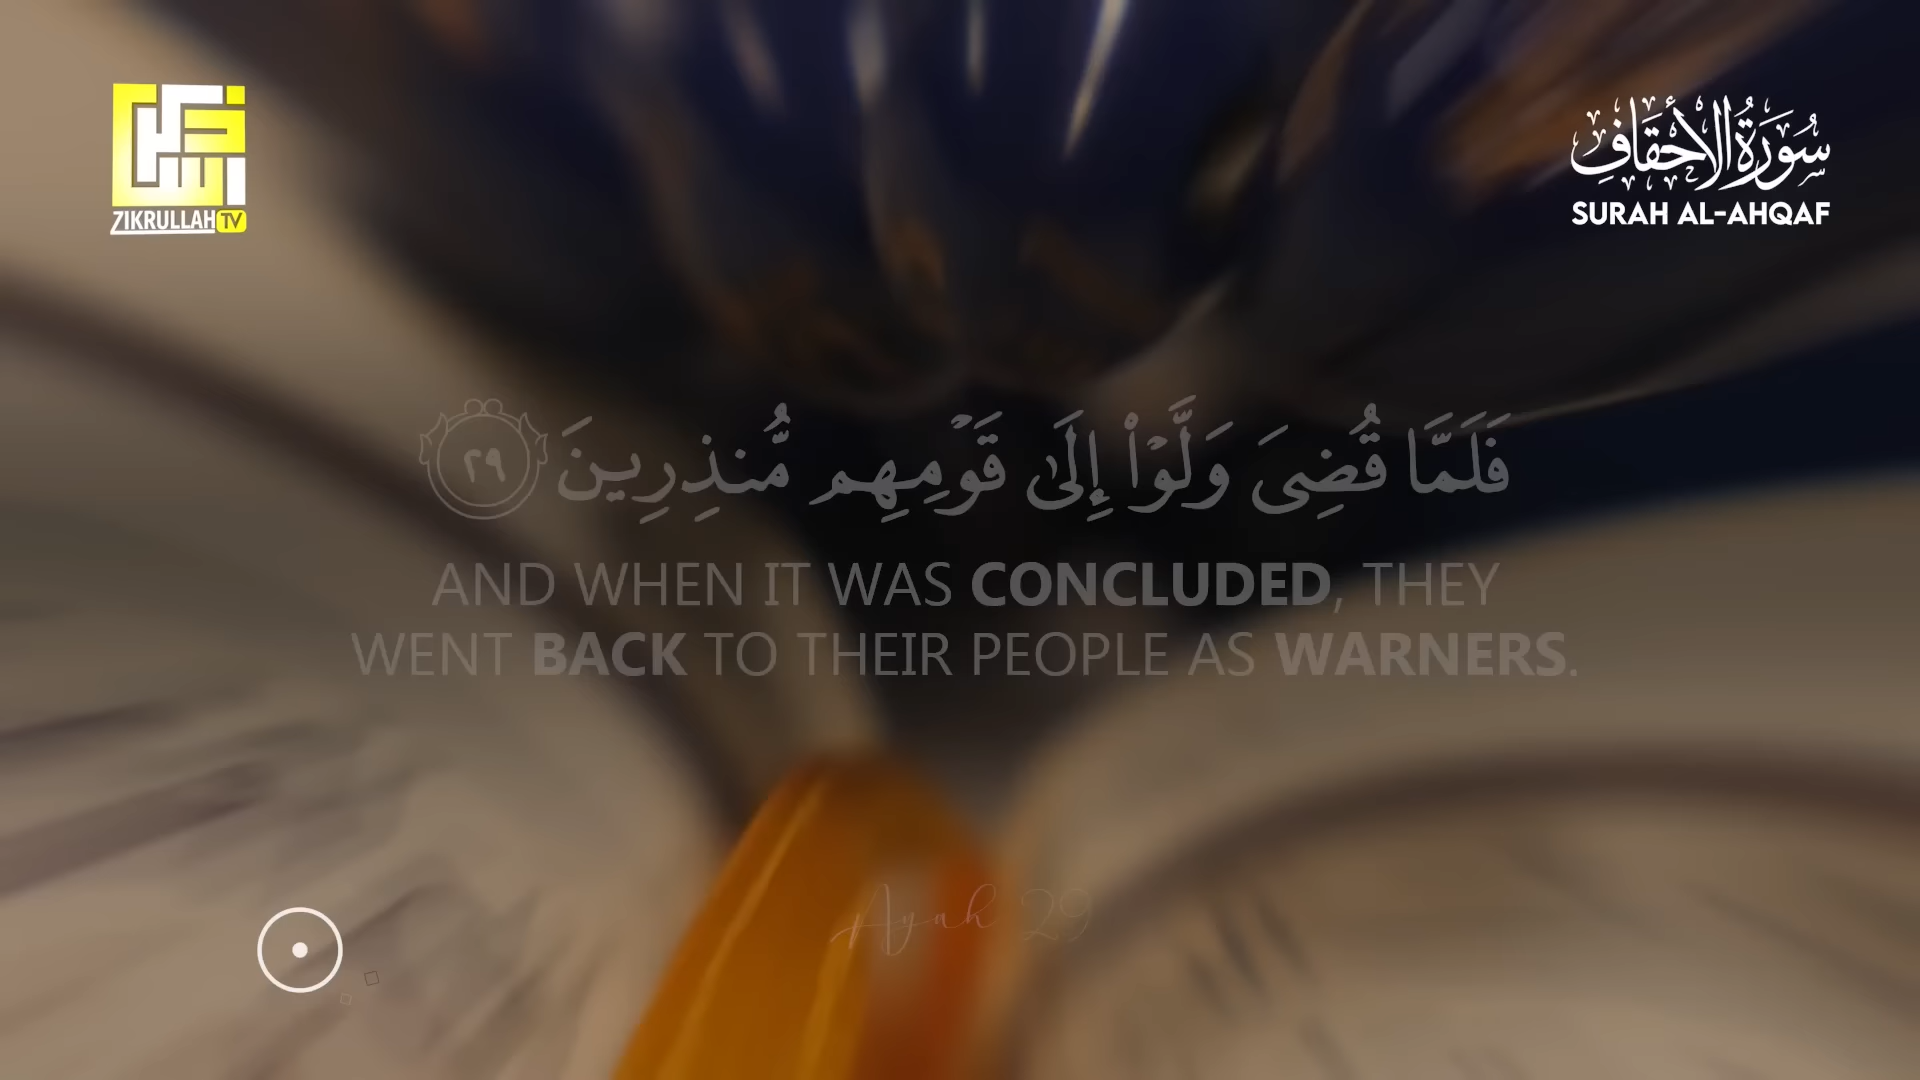 ZIKRULLAH TV
سُورَةُ الأَحْقَافِ
SURAH AL-AHQAF
فَلَمَّا قُضِىَ وَلَّوْا۟ إِلَىٰ قَوْمِهِم مُّنذِرِينَ ٢٩
AND WHEN IT WAS CONCLUDED, THEY
WENT BACK TO THEIR PEOPLE AS WARNERS.
Ayah 29